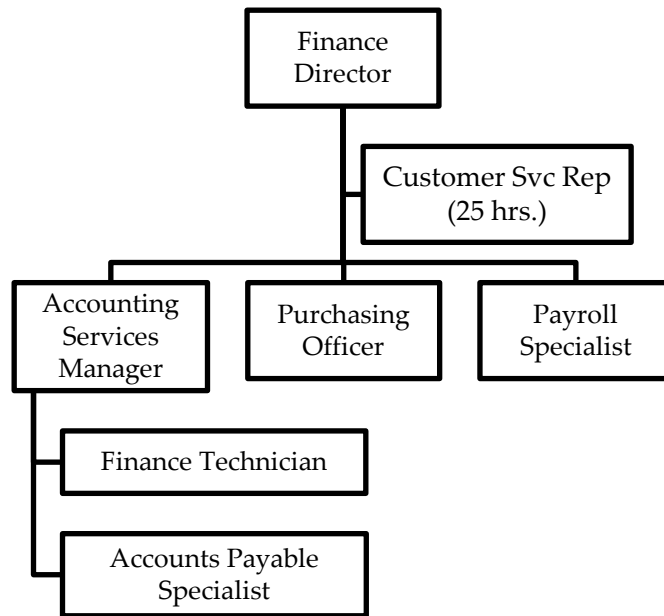 Finance
Director
Customer Svc Rep
(25 hrs.)
Accounting
Services
Manager
Purchasing
Officer
Payroll
Specialist
Finance Technician
Accounts Payable
Specialist